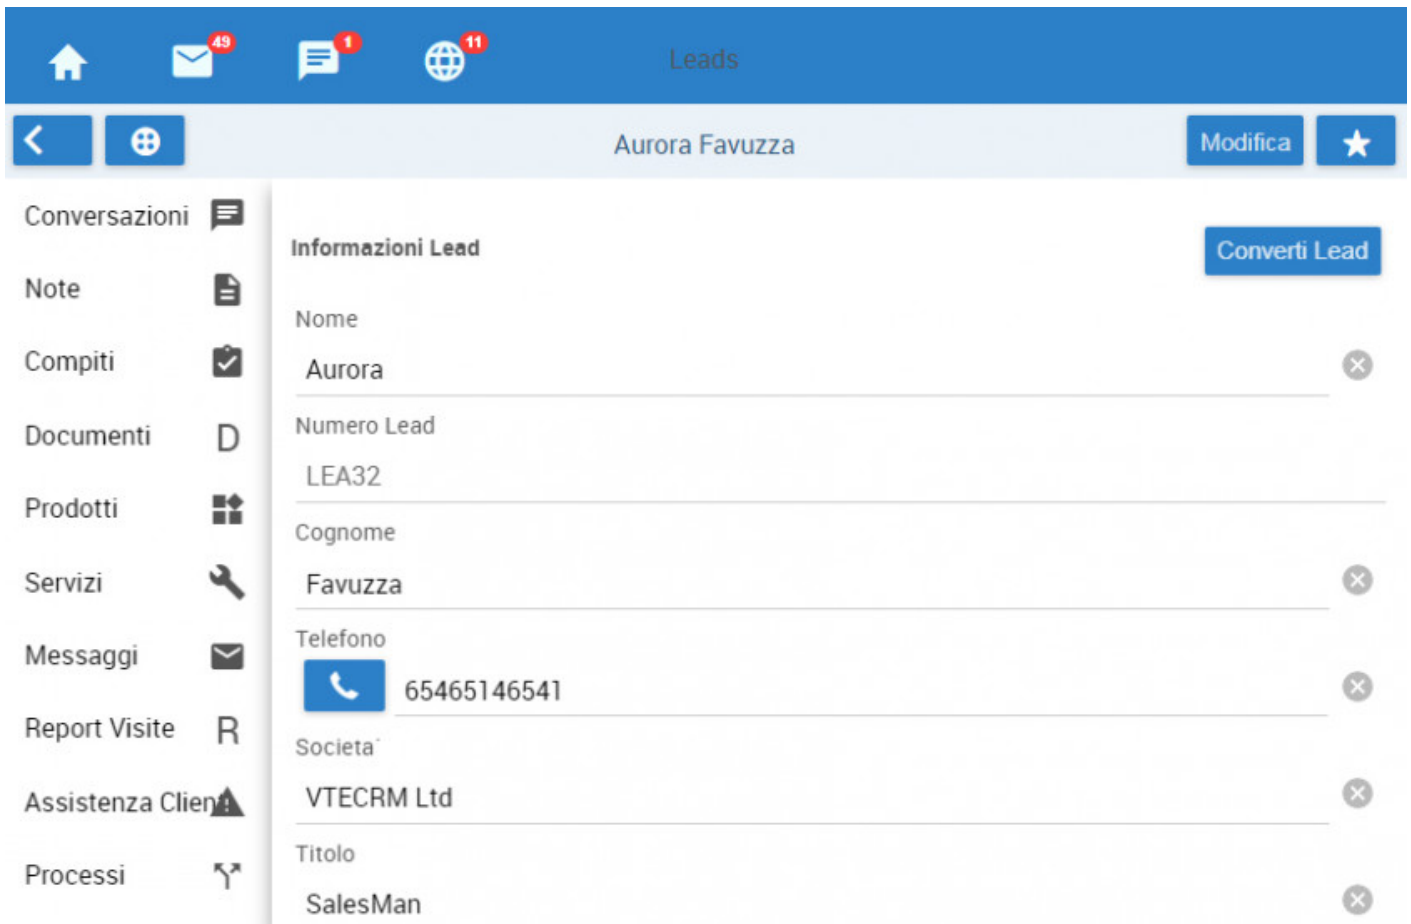 49
1
11
Leads
Aurora Favuzza
Modifica
Conversazioni
Note
Compiti
Documenti D
Prodotti
Servizi
Messaggi
Report Visite R
Assistenza Client
Processi
Informazioni Lead
Converti Lead
Nome
Aurora
Numero Lead
LEA32
Cognome
Favuzza
Telefono
65465146541
Societa´
VTECRM Ltd
Titolo
SalesMan